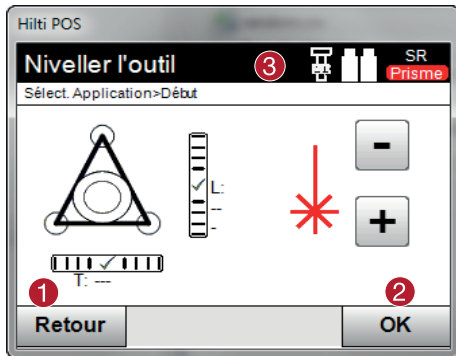 Hilti POS
Niveller l'outil
3
SR
Prisme
Sélect. Application>Début
-
L:
--
-
+
T: ---
1
2
Retour
OK